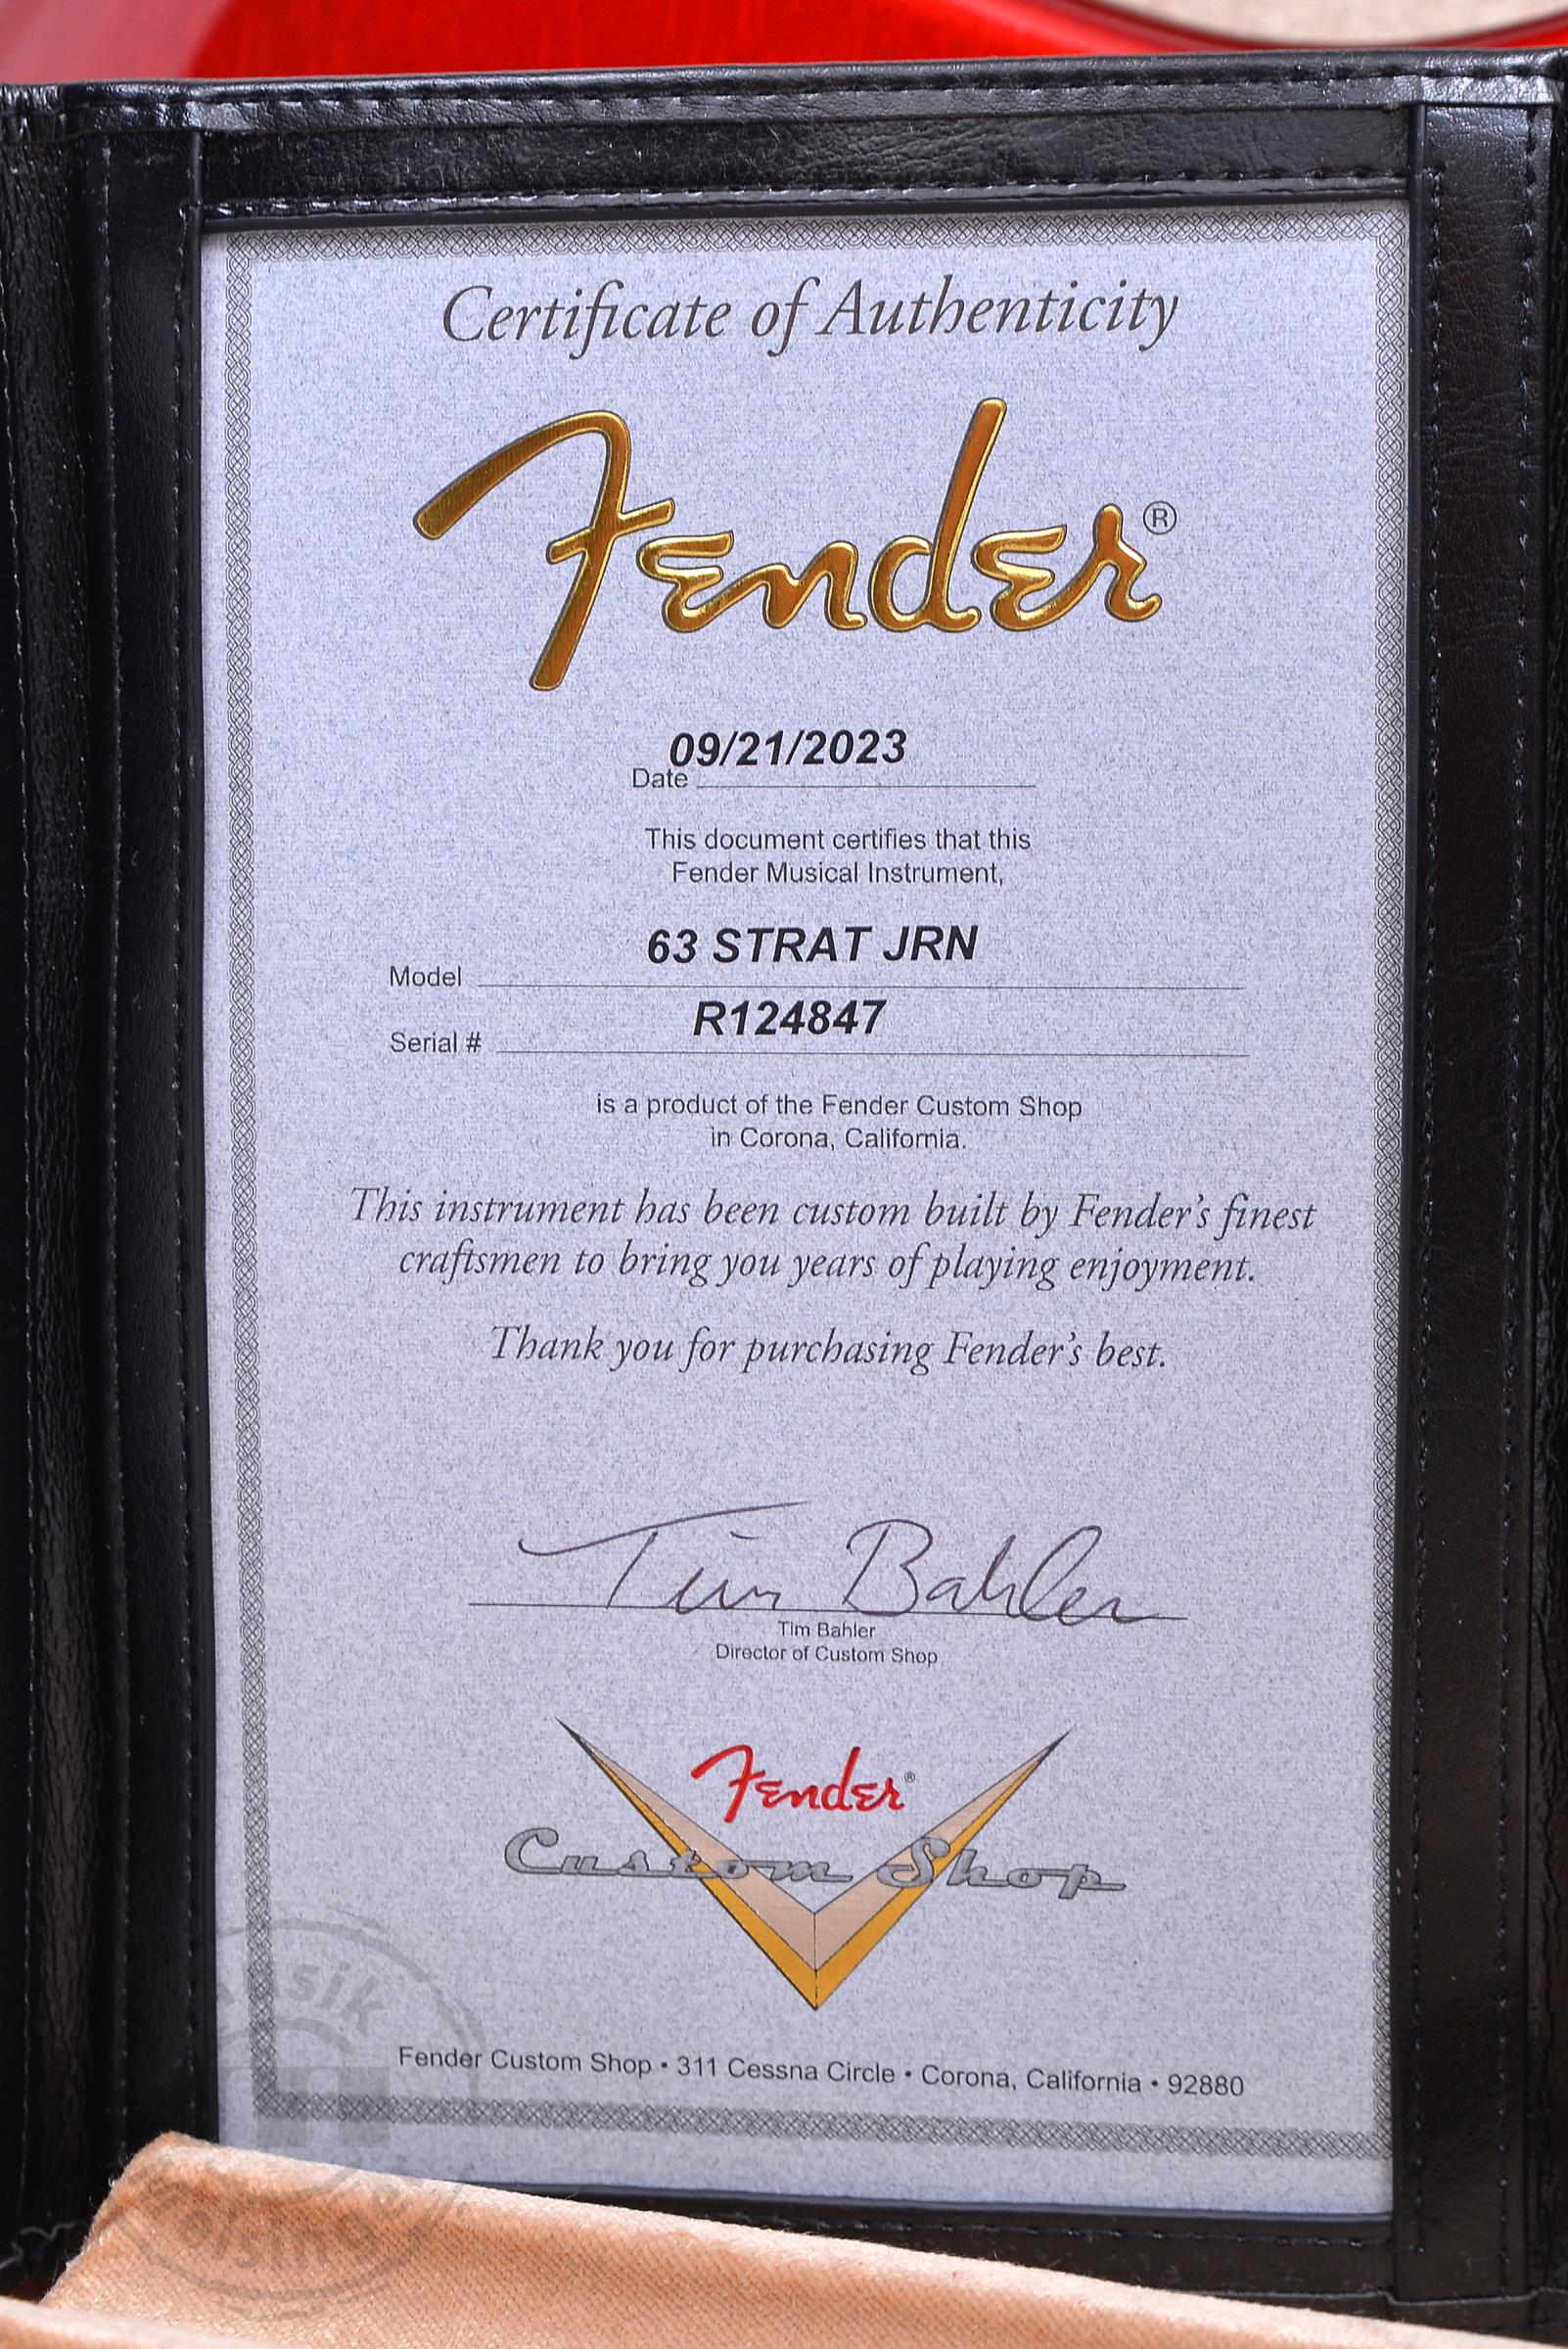 Certificate of Authenticity
Fender®
09/21/2023
Date
This document certifies that this
Fender Musical Instrument,
63 STRAT JRN
Model
R124847
Serial #
is a product of the Fender Custom Shop
in Corona, California.
This instrument has been custom built by Fender's finest
craftsmen to bring you years of playing enjoyment.
Thank you for purchasing Fender's best.
Tim Bahler
Tim Bahler
Director of Custom Shop
Fender®
Custom Shop
Fender Custom Shop • 311 Cessna Circle • Corona, California • 92880